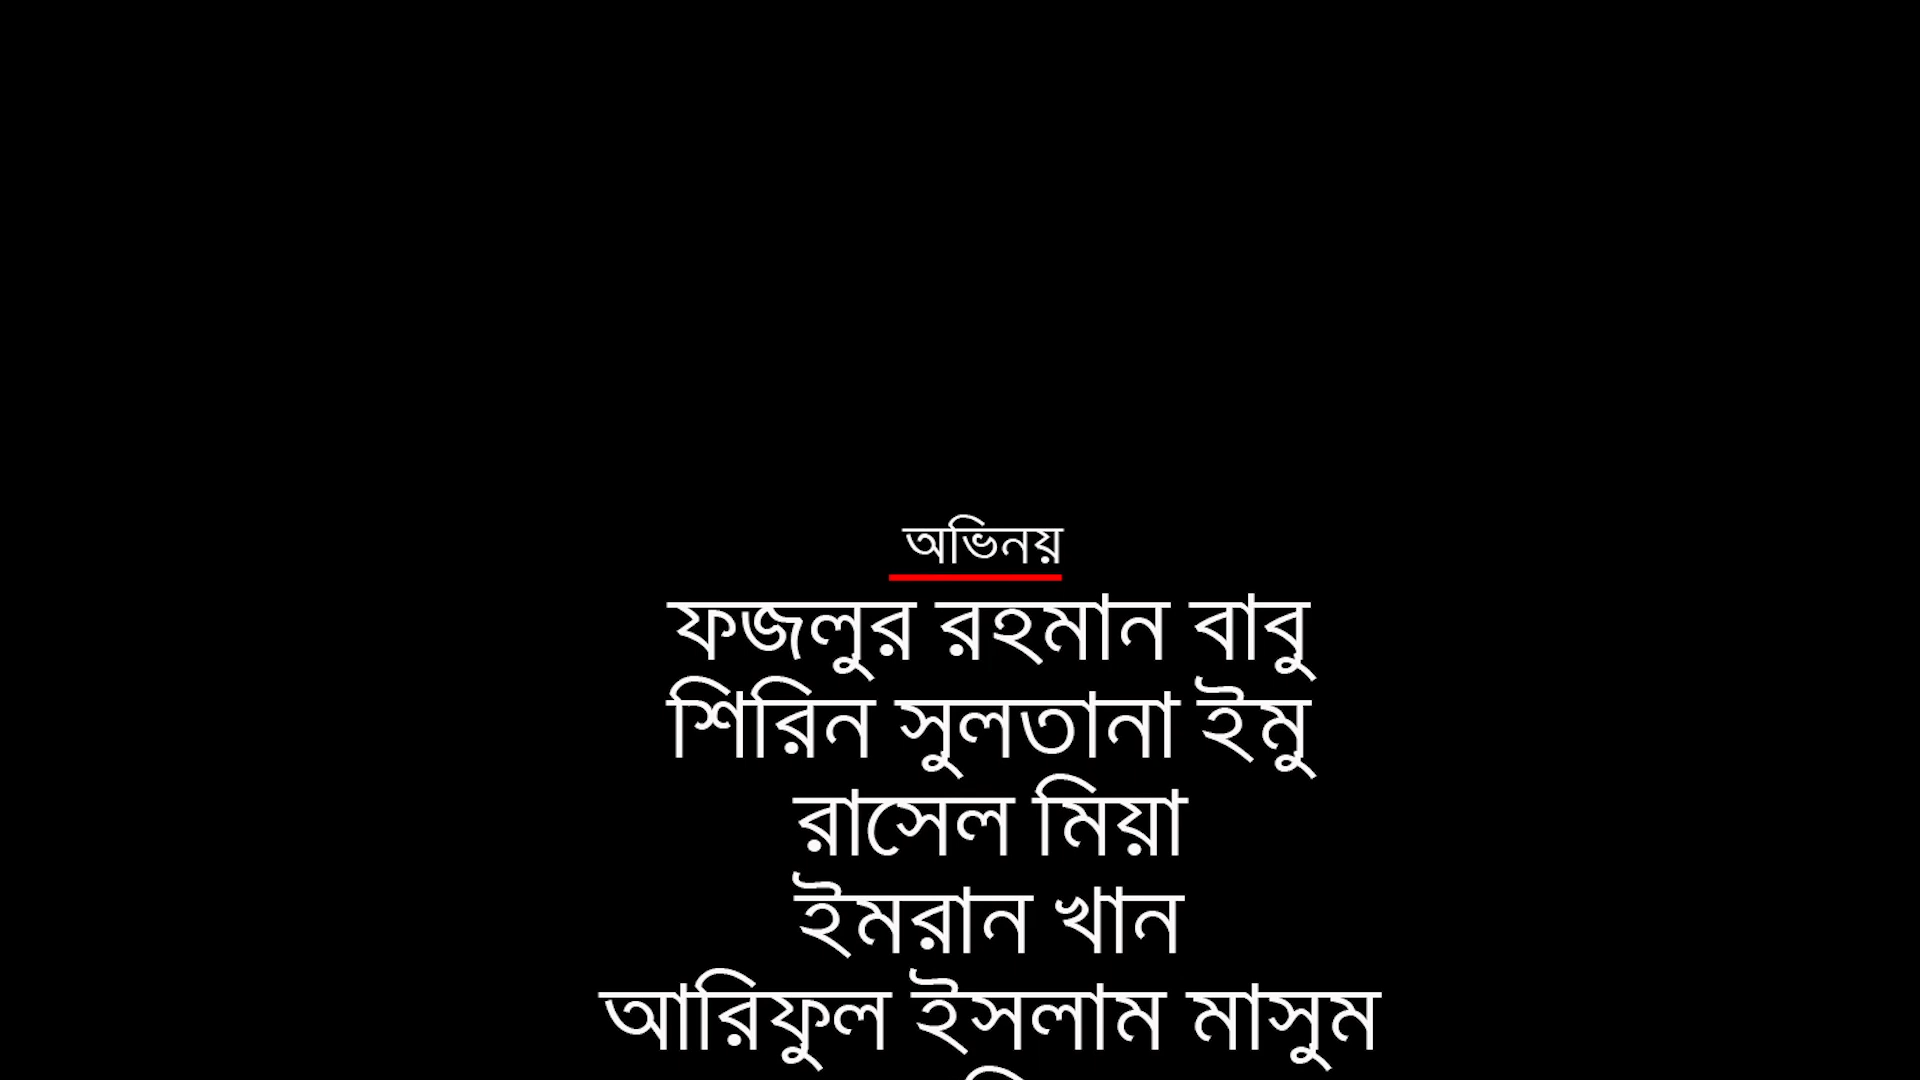 অভিনয়
ফজলুর রহমান বাবু
শিরিন সুলতানা ইমু
রাসেল মিয়া
ইমরান খান
আরিফুল ইসলাম মাসুম